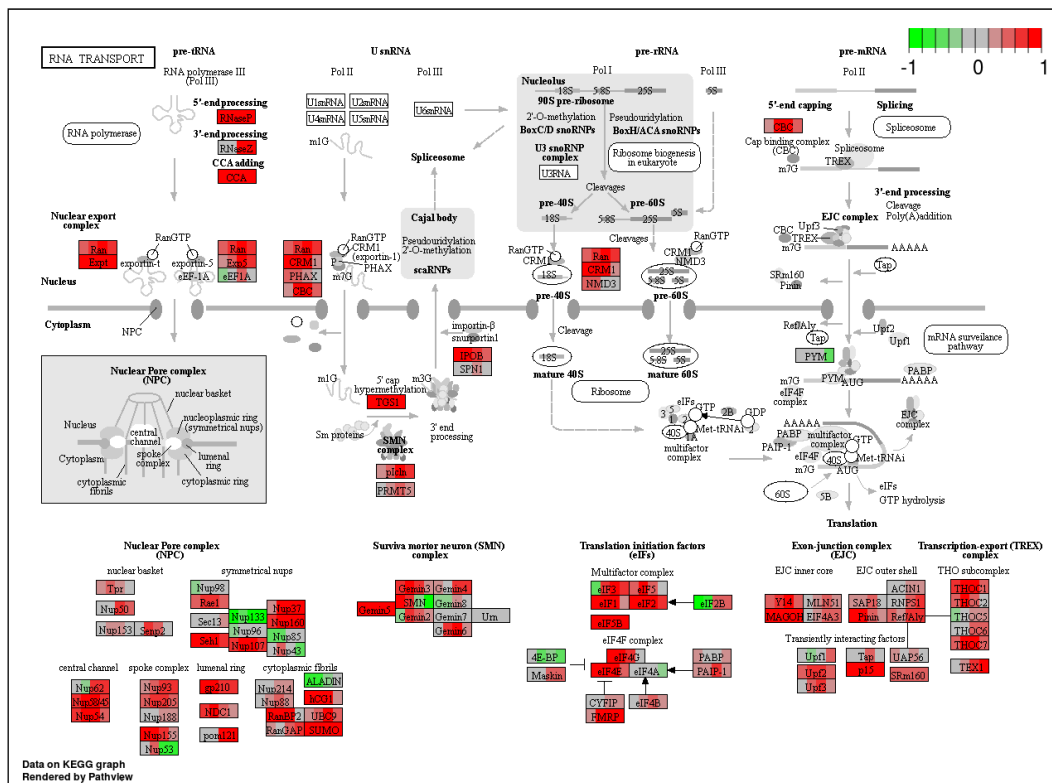 RNA TRANSPORT
pre-tRNA
RNA polymerase III
(Pol III)
5'-end processing
RNaseP
3'-end processing
RNaseZ
CCA adding
CCA
RNA polymerase
Nuclear export
complex
Ran
Exp1
RanGTP
exportin-t
RanGTP
exportin-5
eEF-1A
Ran
Exp5
eEF1A
Nucleus
Cytoplasm
NPC
U snRNA
Pol II
Pol III
U1snRNA
U2snRNA
U4snRNA
U5snRNA
U6snRNA
m1G
Spliceosome
Cajal body
Pseudouridylation
2'-O-methylation
scaRNPs
Ran
CRM1
PHAX
CBC
RanGTP
CRM1
(exportin-1)
P
PHAX
m7G
importin-β
snurportin1
IPOB
SPN1
m1G
5' cap
hypermethylation
TGS1
m3G
3' end
processing
Sm proteins
SMN
complex
pIcln
PRMT5
pre-rRNA
Nucleolus
Pol I
Pol III
18S
5.8S
25S
5S
90S pre-ribosome
2'-O-methylation
BoxC/D snoRNPs
Pseudouridylation
BoxH/ACA snoRNPs
U3 snoRNP
complex
U3RNA
Ribosome biogenesis
in eukaryote
Cleavages
pre-40S
pre-60S
18S
5.8S
25S
5S
RanGTP
CRM1
18S
Ran
CRM1
NMD3
Cleavages
RanGTP
CRM1
NMD3
25S
5.8S 5S
pre-40S
pre-60S
Cleavage
18S
25S
5.8S 5S
mature 40S
mature 60S
Ribosome
eIFs
GTP
2B
GDP
3
5
1
2
1A
40S
Met-tRNAi
2
multifactor
complex
pre-mRNA
Pol II
5'-end capping
Splicing
CBC
Cap binding complex
(CBC)
m7G
Spliceosome
Spliceosome
TREX
3'-end processing
Cleavage
Poly(A)addition
EJC complex
CBC
Upf3
TREX
m7G
AAAAA
SRm160
Pinin
Tap
Ref/Aly
Tap
Upf2
Upf1
mRNA surveilance
pathway
PYM
PYM
AUG
PABP
AAAAA
m7G
eIF4F
complex
EJC
complex
AAAAA
PABP
PAIP-1
multifactor
complex
GTP
eIF4F
40S
Met-tRNAi
m7G
AUG
60S
5B
eIFs
GTP hydrolysis
Translation
-1
0
1
Nuclear Pore complex
(NPC)
nuclear basket
Nucleus
nucleoplasmic ring
(symmetrical nups)
central
channel
spoke
complex
lumenal
ring
Cytoplasm
cytoplasmic
fibrils
cytoplasmic ring
Nuclear Pore complex
(NPC)
nuclear basket
Tpr
Nup50
Nup153
Senp2
symmetrical nups
Nup98
Rae1
Sec13
Seh1
Nup133
Nup96
Nup107
Nup37
Nup160
Nup85
Nup43
central channel
Nup62
Nup58/45
Nup54
spoke complex
Nup93
Nup205
Nup188
Nup155
Nup53
lumenal ring
gp210
NDC1
pom121
cytoplasmic fibrils
Nup214
Nup88
RanBP2
RanGAP
ALADIN
hCG1
UBC9
SUMO
Surviva mortor neuron (SMN)
complex
Gemin5
Gemin3
SMN
Gemin2
Gemin4
Gemin8
Gemin7
Gemin6
Unr
Translation initiation factors
(eIFs)
Multifactor complex
eIF3
eIF5
eIF1
eIF2
eIF2B
eIF5B
eIF4F complex
4E-BP
Maskin
eIF4G
eIF4E
eIF4A
PABP
PAIP-1
CYFIP
FMRP
eIF4B
Exon-junction complex
(EJC)
EJC inner core
Y14
MLN51
MAGOH
EIF4A3
EJC outer shell
ACIN1
SAP18
RNPS1
Pinin
Ref/Aly
Transiently interacting factors
Upf1
Upf2
Upf3
Tap
p15
UAP56
SRm160
Transcription-export (TREX)
complex
THO subcomplex
THOC1
THOC2
THOC5
THOC6
THOC7
TEX1
Data on KEGG graph
Rendered by Pathview